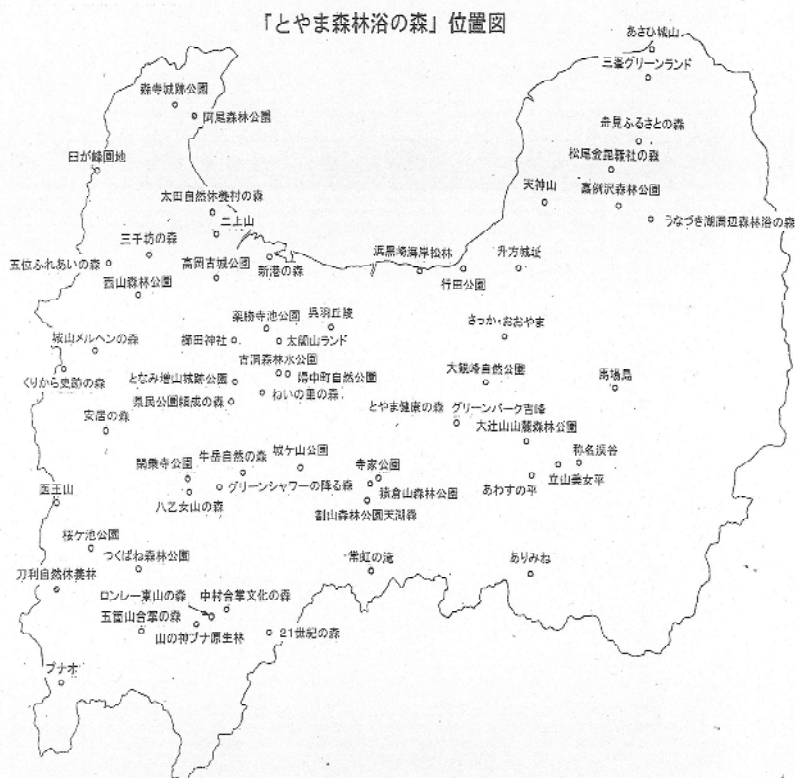 「とやま森林浴の森」位置図
あさひ城山
三峯グリーンランド
森寺城跡公園
阿尾森林公園
舟見ふるさとの森
臼が峰園地
松尾金毘羅社の森
太田自然休養村の森
天神山
嘉例沢森林公園
二上山
うなづき湖周辺森林浴の森
三千坊の森
五位ふれあいの森
高岡古城公園
新港の森
浜黒崎海岸松林
升方城址
西山森林公園
行田公園
薬勝寺池公園
呉羽丘陵
さっか・おおやま
城山メルヘンの森
櫛田神社
太閤山ランド
古洞森林水公園
大観峰自然公園
馬場島
くりから史跡の森
となみ増山城跡公園
婦中町自然公園
県民公園頼成の森
ねいの里の森
とやま健康の森 グリーンパーク吉峰
安居の森
大辻山山麓森林公園
閑乗寺公園
牛岳自然の森
城ケ山公園
寺家公園
称名渓谷
立山美女平
医王山
八乙女山の森
グリーンシャワーの降る森
猿倉山森林公園
あわすの平
割山森林公園天湖森
桜ケ池公園
つくばね森林公園
常虹の滝
ありみね
刀利自然休養林
ロンレー東山の森
中村合掌文化の森
五箇山合掌の森
山の神ブナ原生林
21世紀の森
ブナオ